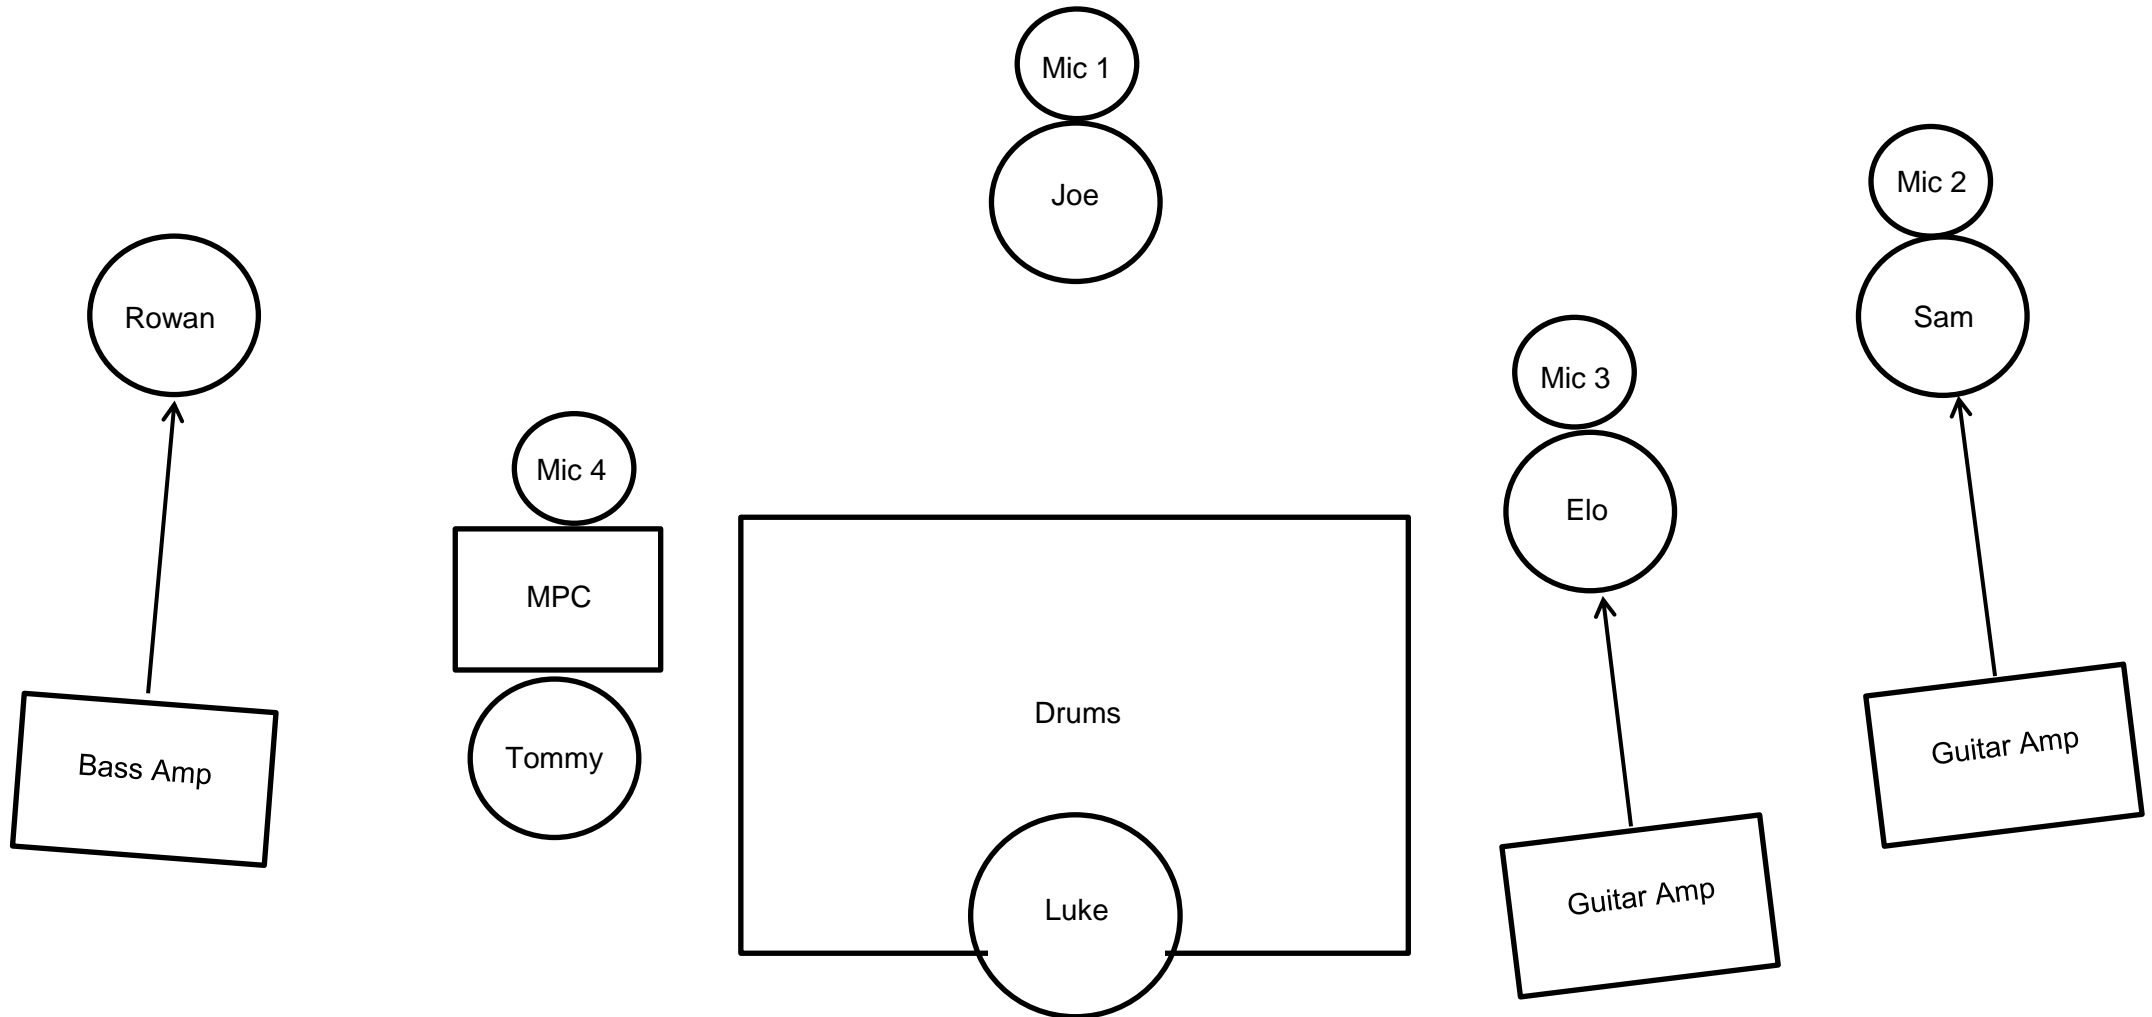 Mic 1
Joe
Mic 2
Rowan
Sam
Mic 3
Mic 4
Elo
MPC
Drums
Tommy
Bass Amp
Guitar Amp
Luke
Guitar Amp